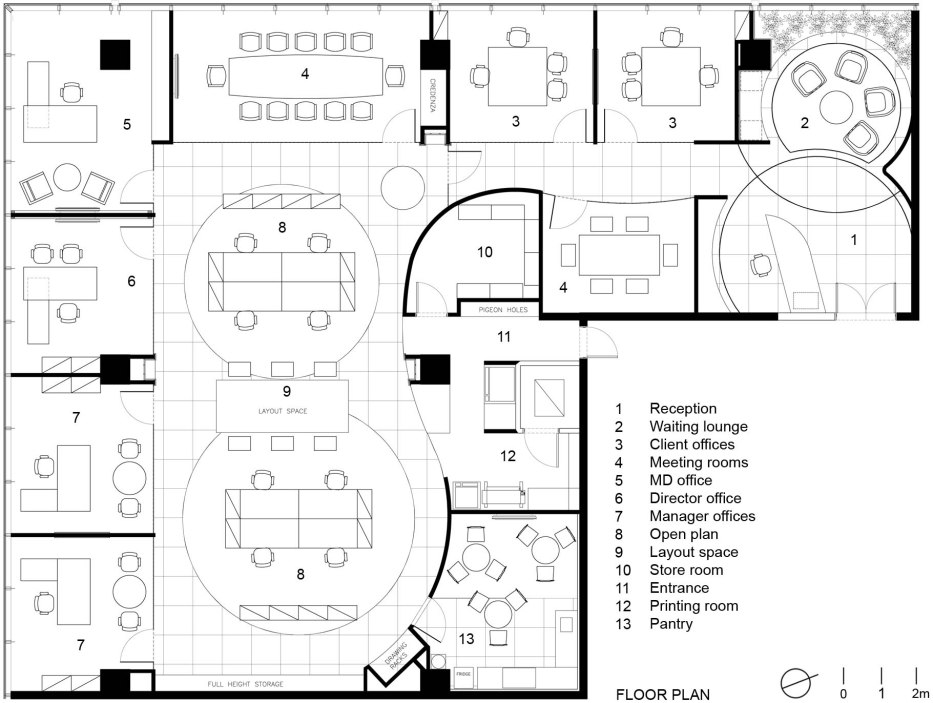 4
5
CREDENZA
3
3
2
8
1
6
10
4
PIGEON HOLES
11
9
LAYOUT SPACE
7
12
8
13
7
DRAWING
RACKS
FRIDGE
FULL HEIGHT STORAGE
1 Reception
2 Waiting lounge
3 Client offices
4 Meeting rooms
5 MD office
6 Director office
7 Manager offices
8 Open plan
9 Layout space
10 Store room
11 Entrance
12 Printing room
13 Pantry
FLOOR PLAN
0 1 2m